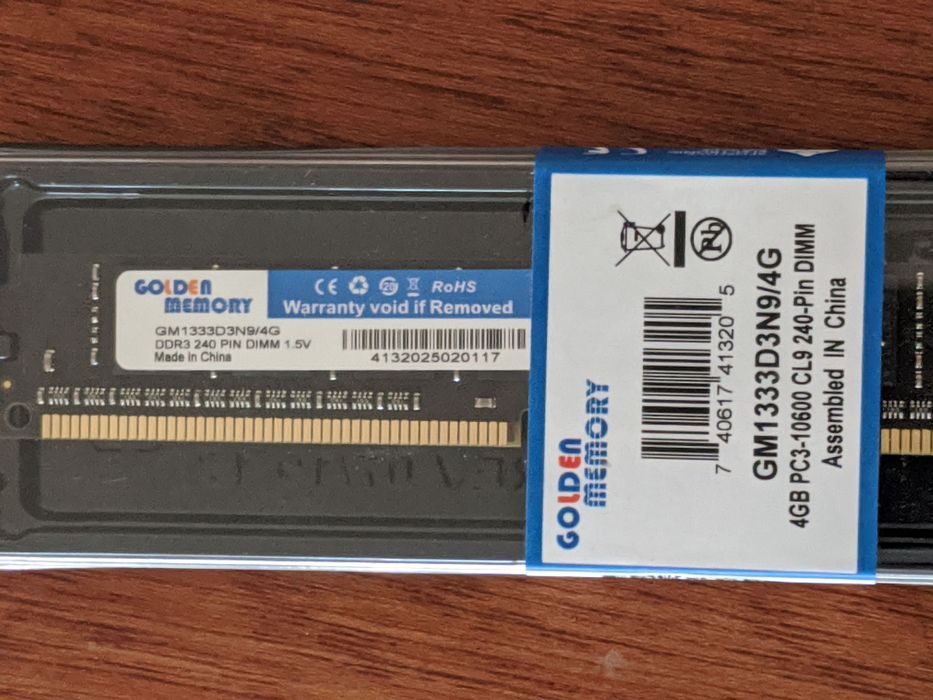 GOLDEN
MEMORY
CE
20
RoHS
Warranty void if Removed
GM1333D3N9/4G
DDR3 240 PIN DIMM 1.5V
Made in China
4132025020117
GOLDEN
MEMORY
Pb
7 40617 41320 5
GM1333D3N9/4G
4GB PC3-10600 CL9 240-Pin DIMM
Assembled IN China